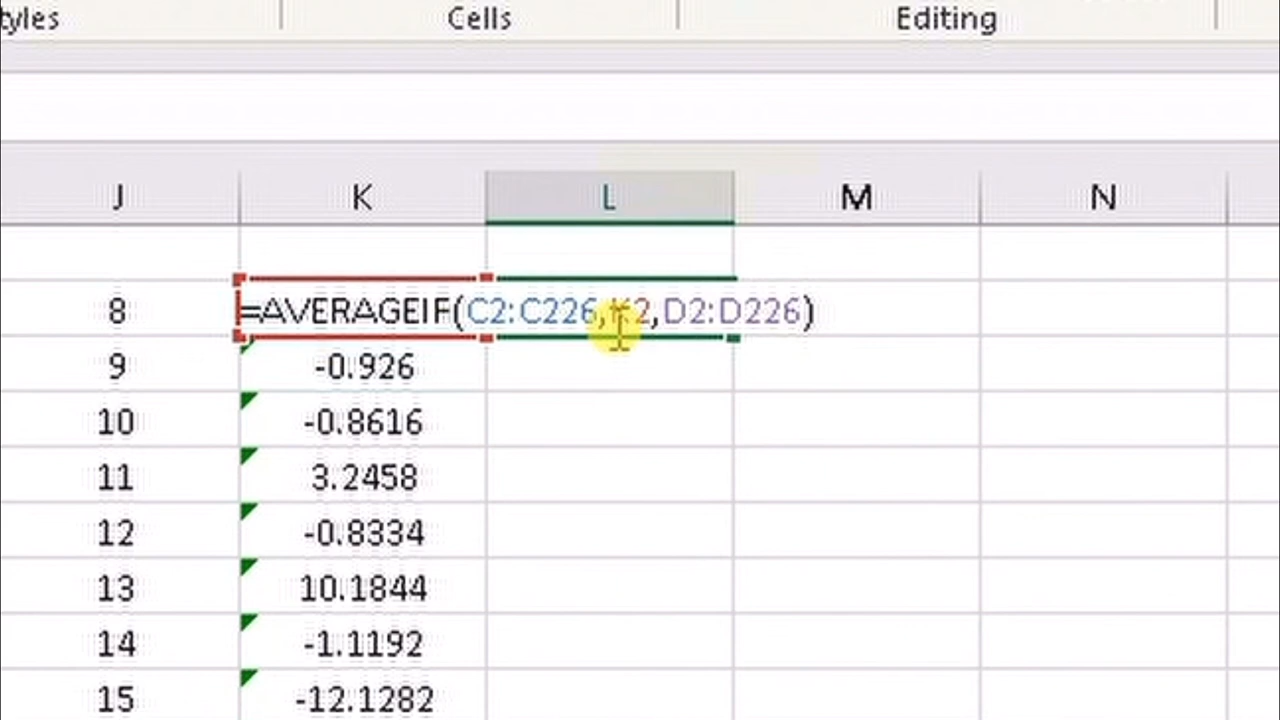 Cells Editing
J K L M N
8 =AVERAGEIF(C2:C226,K2,D2:D226)
9 -0.926
10 -0.8616
11 3.2458
12 -0.8334
13 10.1844
14 -1.1192
15 -12.1282